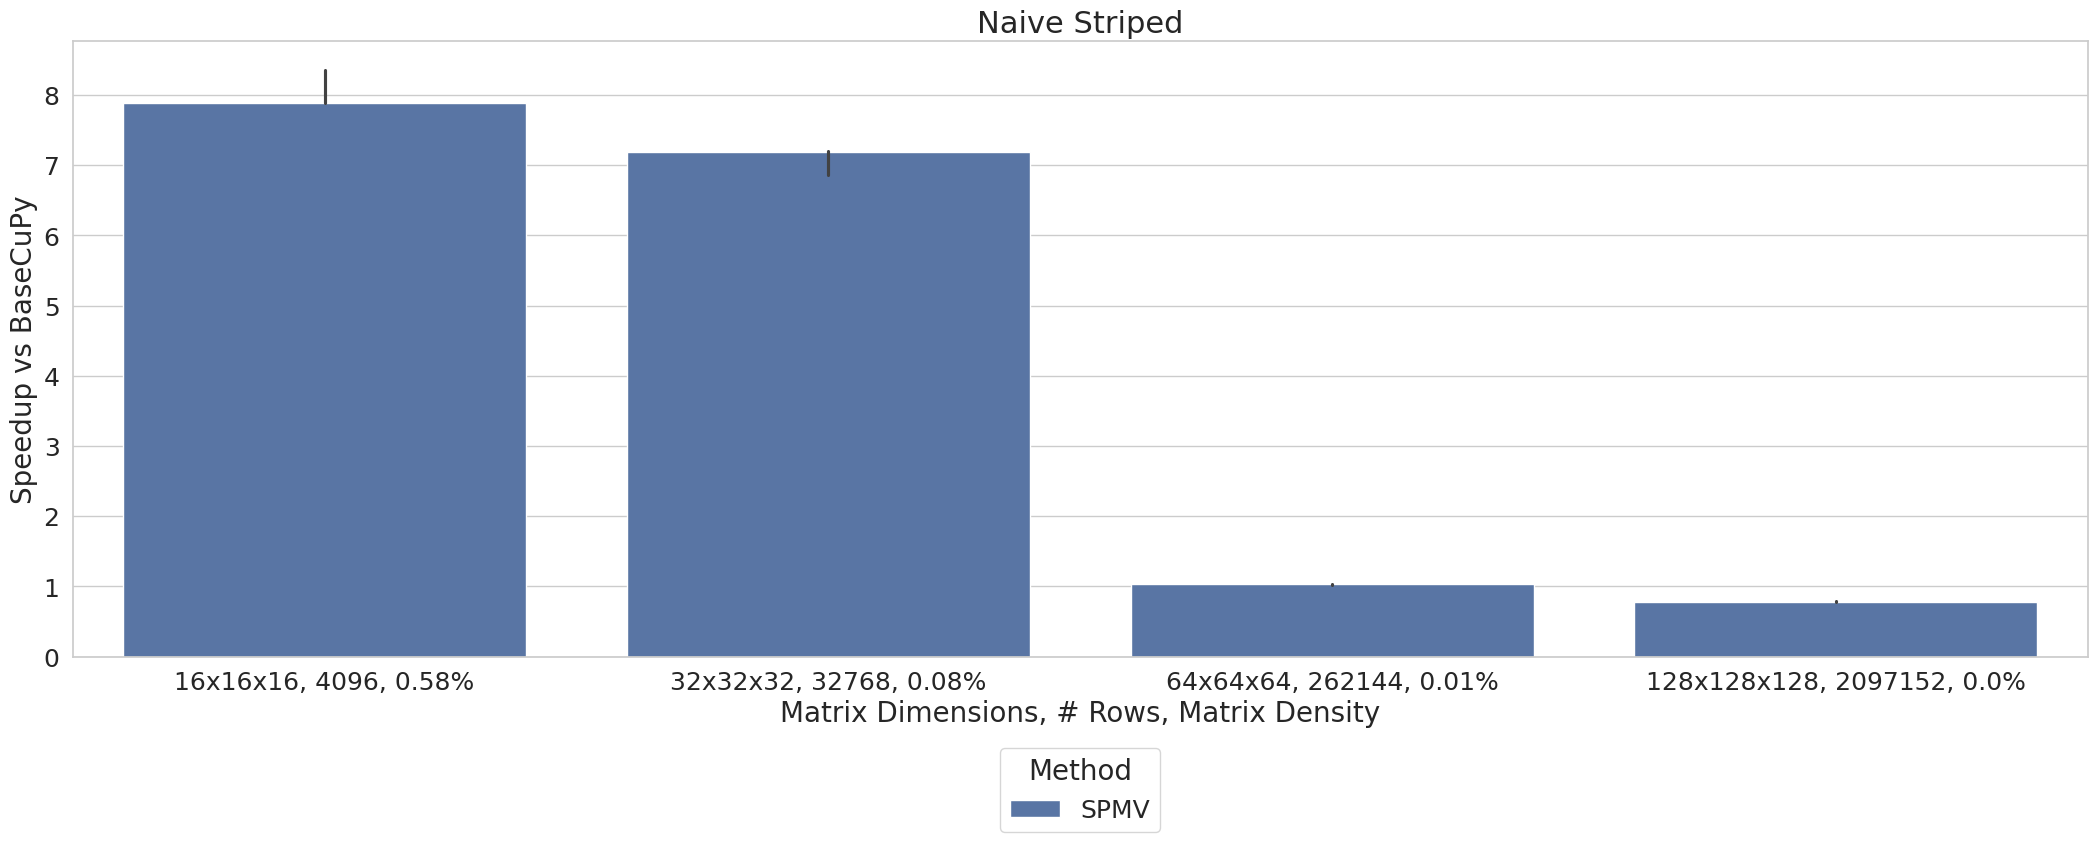 Naive Striped
Speedup vs BaseCuPy
8
7
6
5
4
3
2
1
0
16x16x16, 4096, 0.58%
32x32x32, 32768, 0.08%
64x64x64, 262144, 0.01%
128x128x128, 2097152, 0.0%
Matrix Dimensions, # Rows, Matrix Density
Method
SPMV